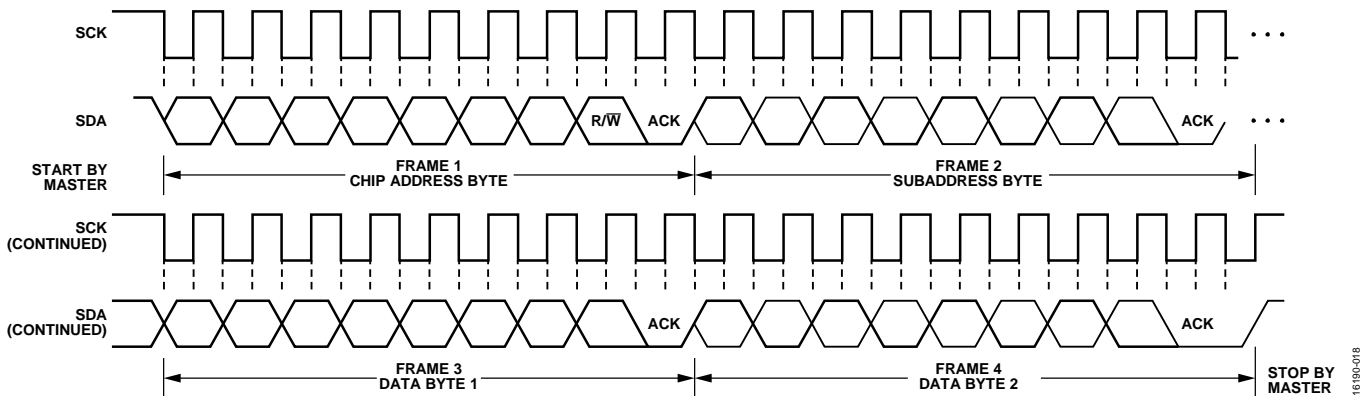 SCK
SDA
R/W̅ ACK
ACK
START BY
MASTER
FRAME 1
CHIP ADDRESS BYTE
FRAME 2
SUBADDRESS BYTE
SCK
(CONTINUED)
SDA
(CONTINUED)
ACK
ACK
FRAME 3
DATA BYTE 1
FRAME 4
DATA BYTE 2
STOP BY
MASTER
16190-018